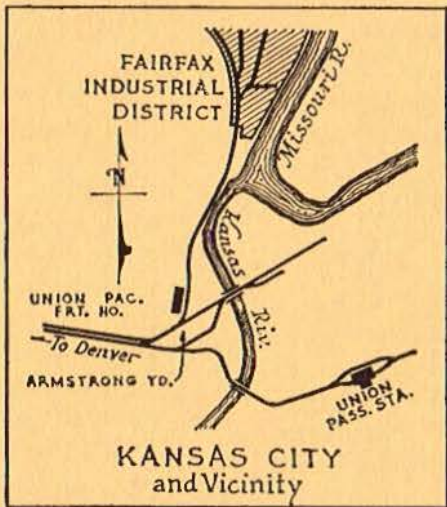 FAIRFAX
INDUSTRIAL
DISTRICT
Missouri R.
N
Kansas
Riv.
UNION PAC.
FRT. HO.
To Denver
ARMSTRONG YD.
UNION
PASS. STA.
KANSAS CITY
and Vicinity